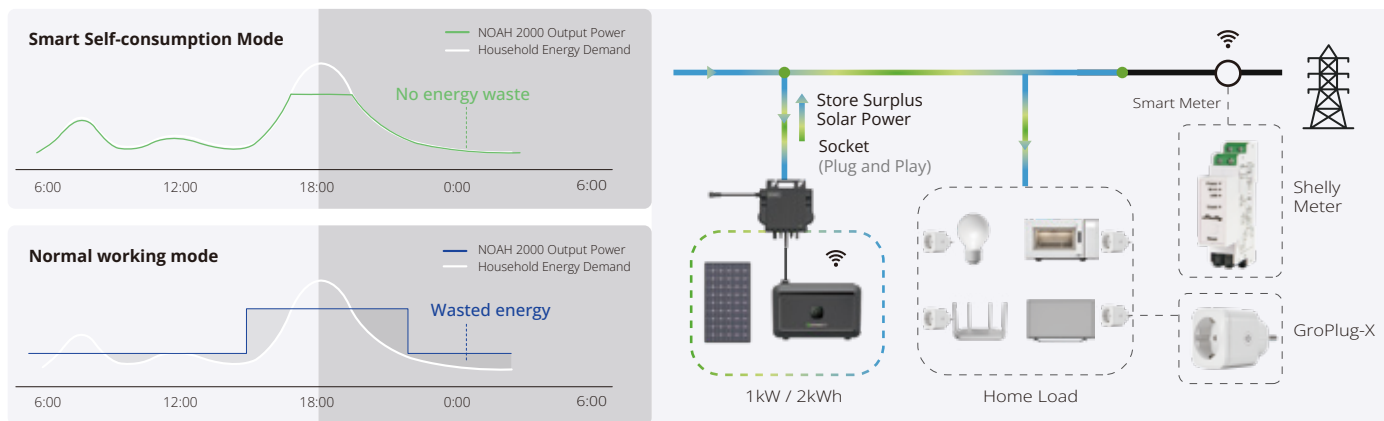 Smart Self-consumption Mode
NOAH 2000 Output Power
Household Energy Demand
No energy waste
6:00
12:00
18:00
0:00
6:00
Normal working mode
NOAH 2000 Output Power
Household Energy Demand
Wasted energy
6:00
12:00
18:00
0:00
6:00
Store Surplus
Solar Power
Socket
(Plug and Play)
Smart Meter
Shelly
Meter
GroPlug-X
1kW / 2kWh
Home Load